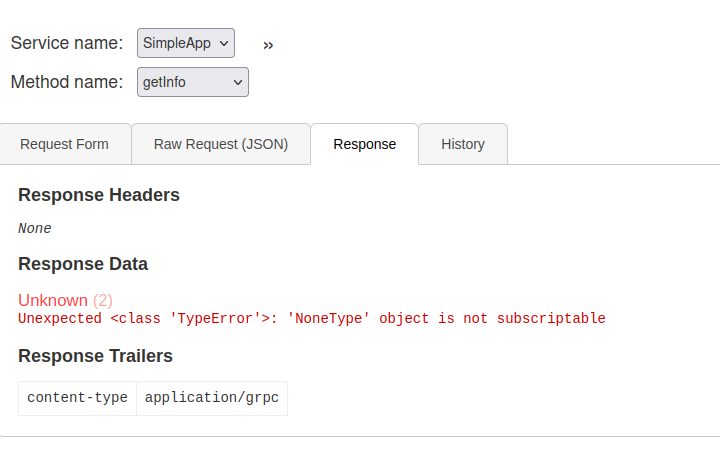 Service name: SimpleApp »
Method name: getInfo
Request Form Raw Request (JSON) Response History
Response Headers
None
Response Data
Unknown (2)
Unexpected <class 'TypeError'>: 'NoneType' object is not subscriptable
Response Trailers
content-type application/grpc